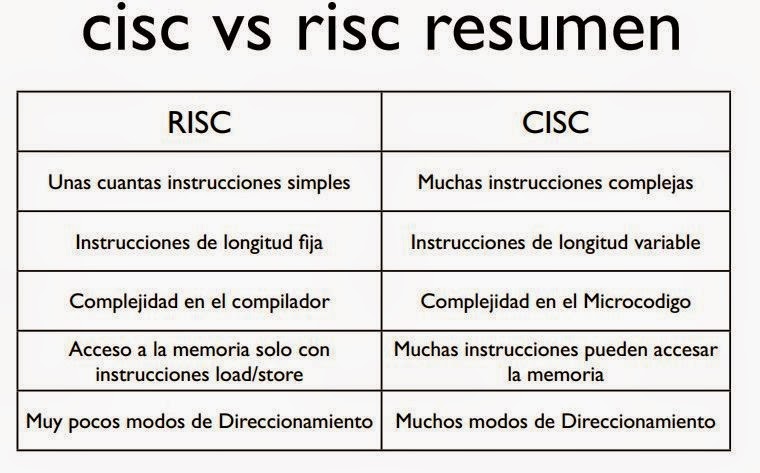 cisc vs risc resumen
RISC
CISC
Unas cuantas instrucciones simples
Muchas instrucciones complejas
Instrucciones de longitud fija
Instrucciones de longitud variable
Complejidad en el compilador
Complejidad en el Microcodigo
Acceso a la memoria solo con
instrucciones load/store
Muchas instrucciones pueden accesar
la memoria
Muy pocos modos de Direccionamiento
Muchos modos de Direccionamiento